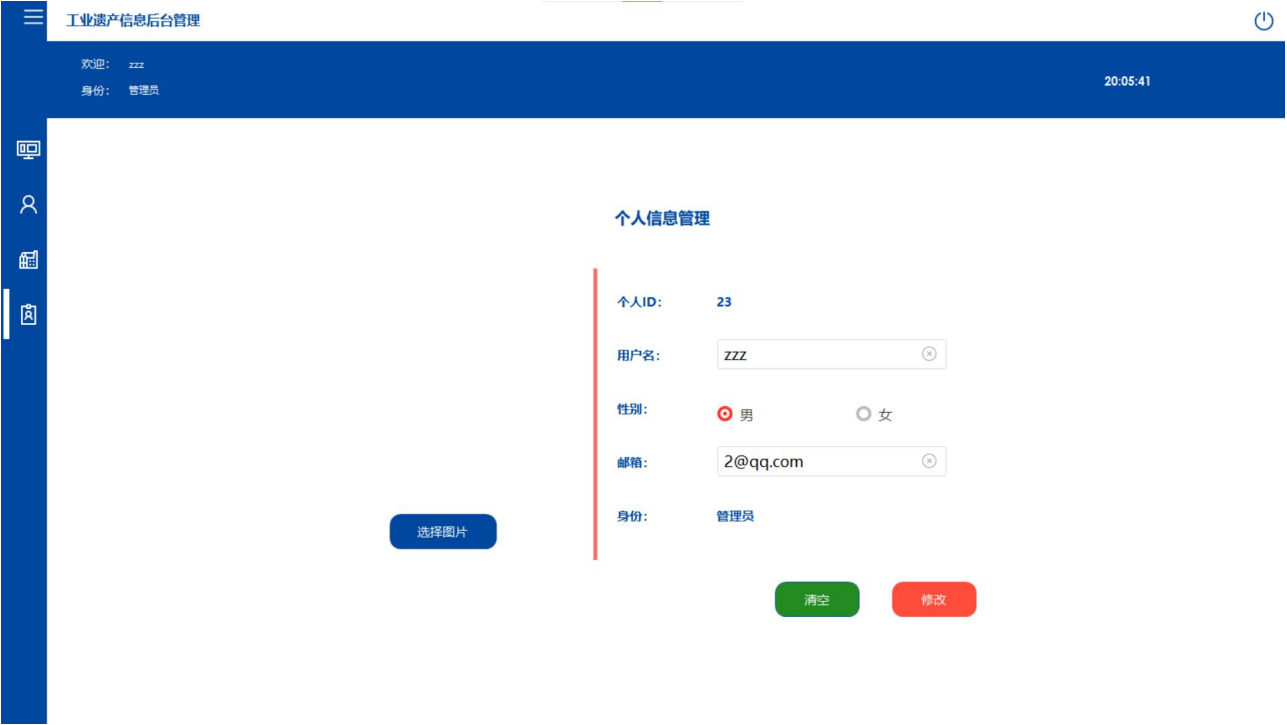 工业遗产信息后台管理
欢迎: zzz
身份: 管理员
20:05:41
个人信息管理
个人ID: 23
用户名: zzz
性别: 男 女
邮箱: 2@qq.com
身份: 管理员
选择图片
清空 修改